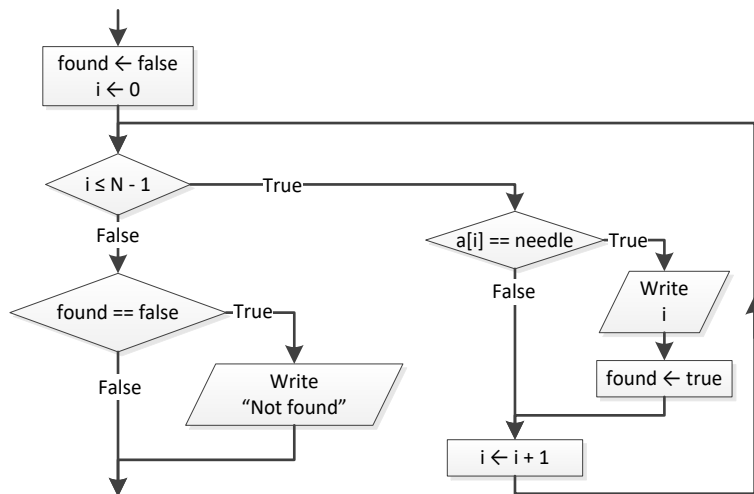 found ← false
i ← 0
i ≤ N - 1
True
False
a[i] == needle
True
False
Write
i
found == false
True
False
found ← true
Write
“Not found”
i ← i + 1